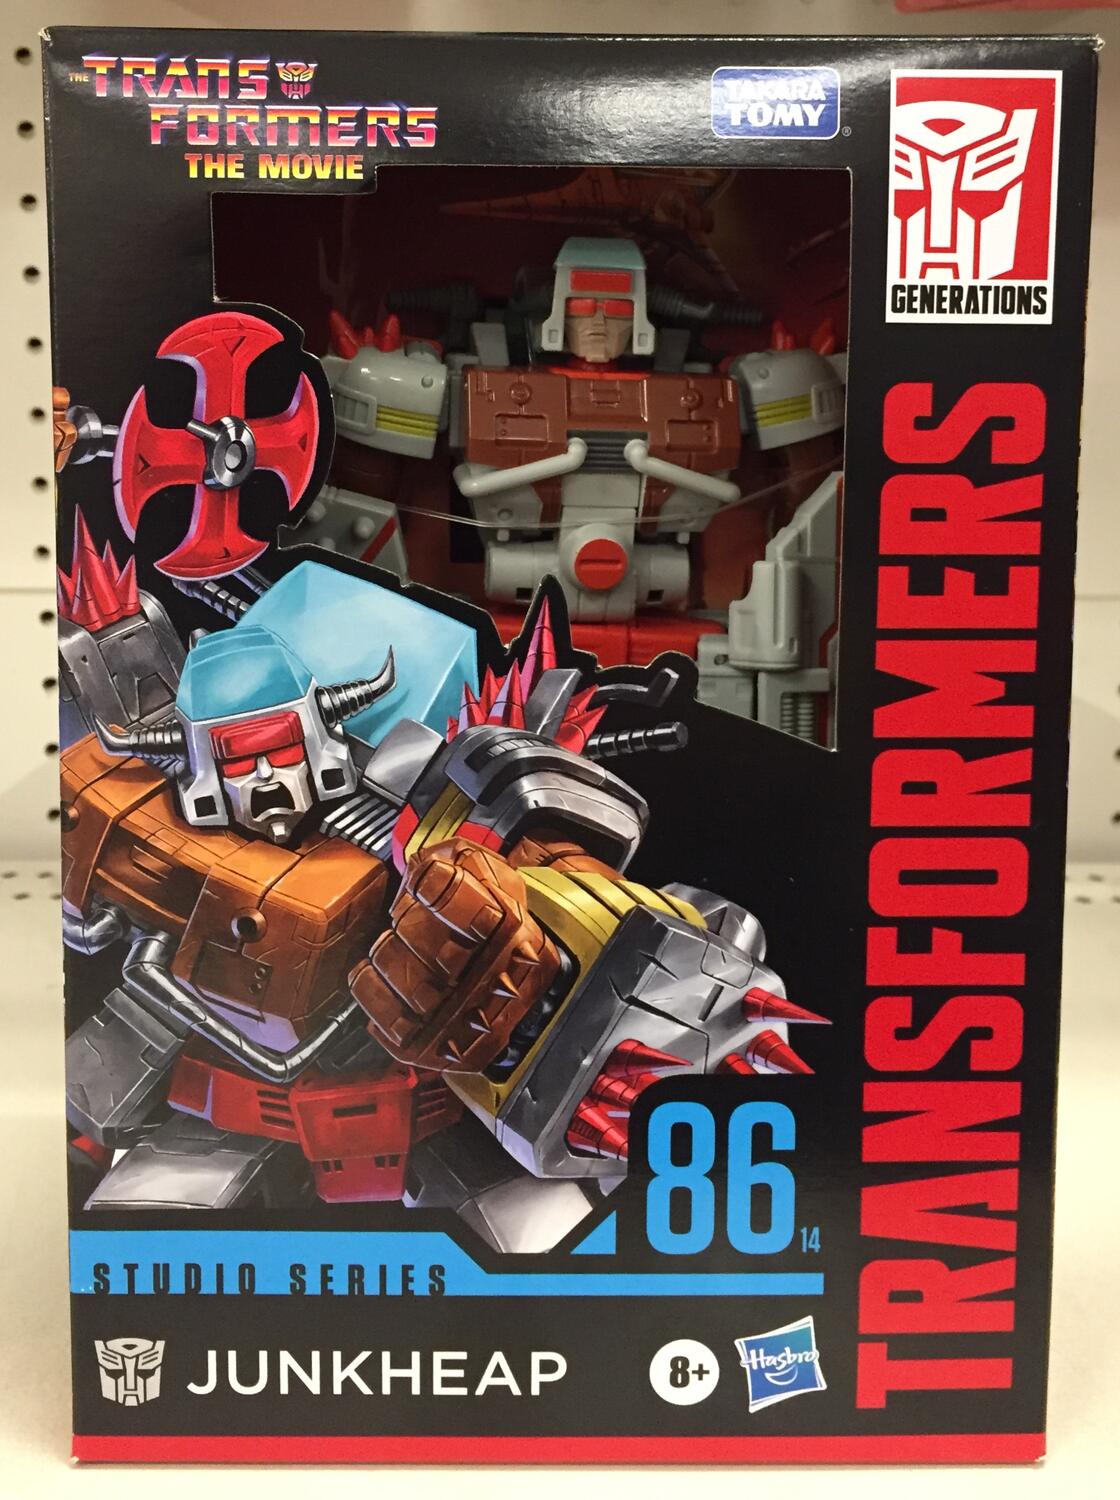 THE TRANS
FORMERS
THE MOVIE
TAKARA
TOMY
®
GENERATIONS
TRANSFORMERS
86
14
STUDIO SERIES
JUNKHEAP
8+
Hasbro